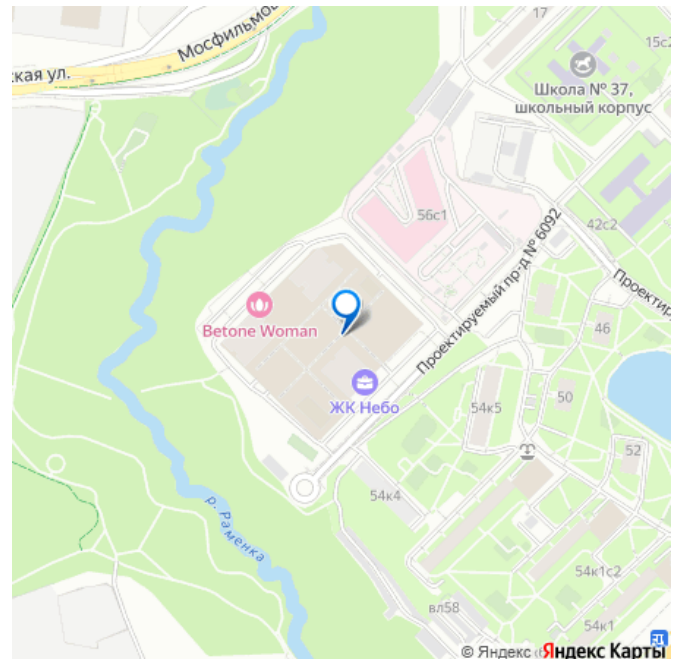 17
15с2
Мосфильмов
ская ул.
Школа № 37,
школьный корпус
56с1
42с2
Проектируемый пр-д № 6092
Проектир
Betone Woman
46
ЖК Небо
54к5
50
52
54к4
р. Раменка
54к1с2
вл58
54к1
© Яндекс Яндекс Карты